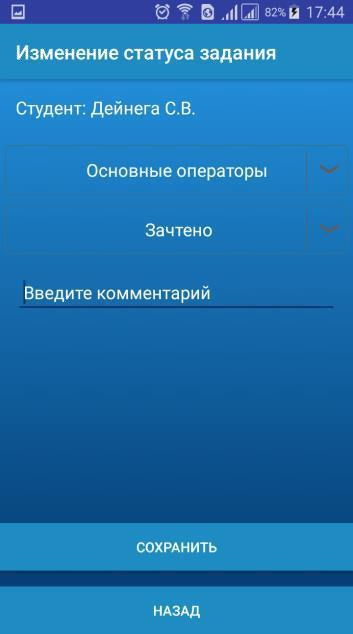 82% 17:44
Изменение статуса задания
Студент: Дейнега С.В.
Основные операторы
Зачтено
Введите комментарий
СОХРАНИТЬ
НАЗАД